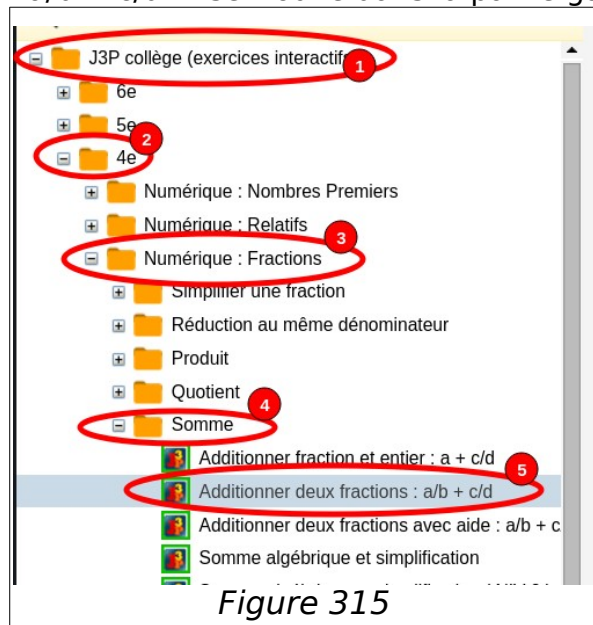 J3P collège (exercices interactifs
1
6e
5e
2
4e
Numérique : Nombres Premiers
Numérique : Relatifs
3
Numérique : Fractions
Simplifier une fraction
Réduction au même dénominateur
Produit
Quotient
4
Somme
Additionner fraction et entier : a + c/d
5
Additionner deux fractions : a/b + c/d
Additionner deux fractions avec aide : a/b + c
Somme algébrique et simplification
Figure 315